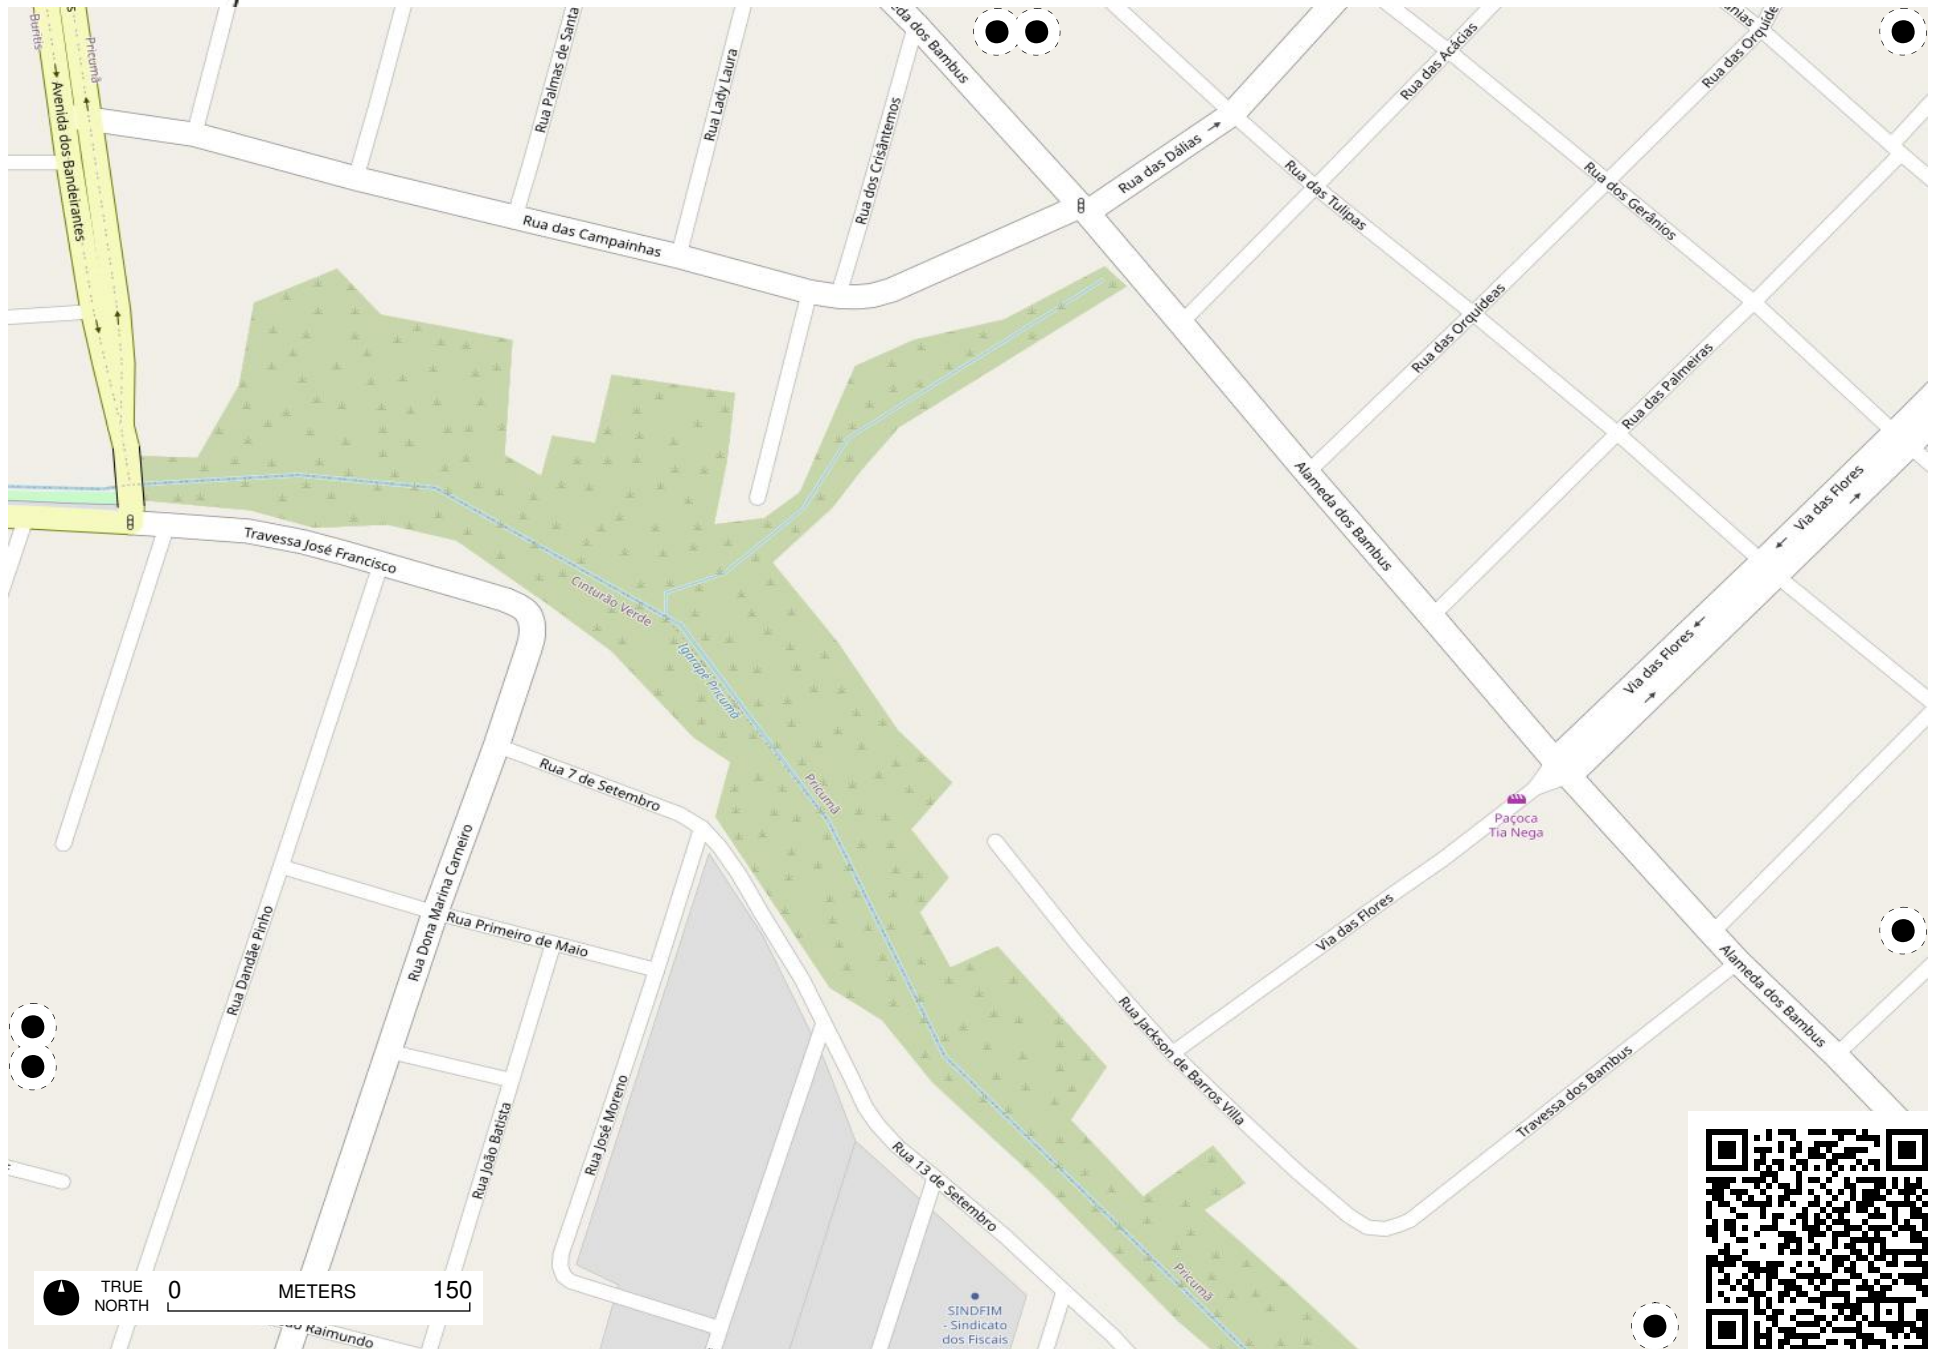 Buritis
Pricumã
Avenida dos Bandeirantes
Rua Palmas de Santa
Rua Lady Laura
Rua dos Crisântemos
eda dos Bambus
Rua das Dálias
Rua das Acácias
Rua das Orquíde
Rua das Tulipas
Rua dos Gerânios
Rua das Campainhas
Rua das Orquídeas
Rua das Palmeiras
Alameda dos Bambus
Via das Flores
Travessa José Francisco
Cinturão Verde
Igarapé Pricumã
Via das Flores
Rua 7 de Setembro
Pricumã
Paçoca
Tia Nega
Rua Dona Marina Carneiro
Rua Dandãe Pinho
Rua Primeiro de Maio
Via das Flores
Alameda dos Bambus
Rua Jackson de Barros Villa
Travessa dos Bambus
Rua José Moreno
Rua João Batista
Rua 13 de Setembro
Pricumã
TRUE
NORTH
0 METERS 150
Raimundo
SINDFIM
- Sindicato
dos Fiscais